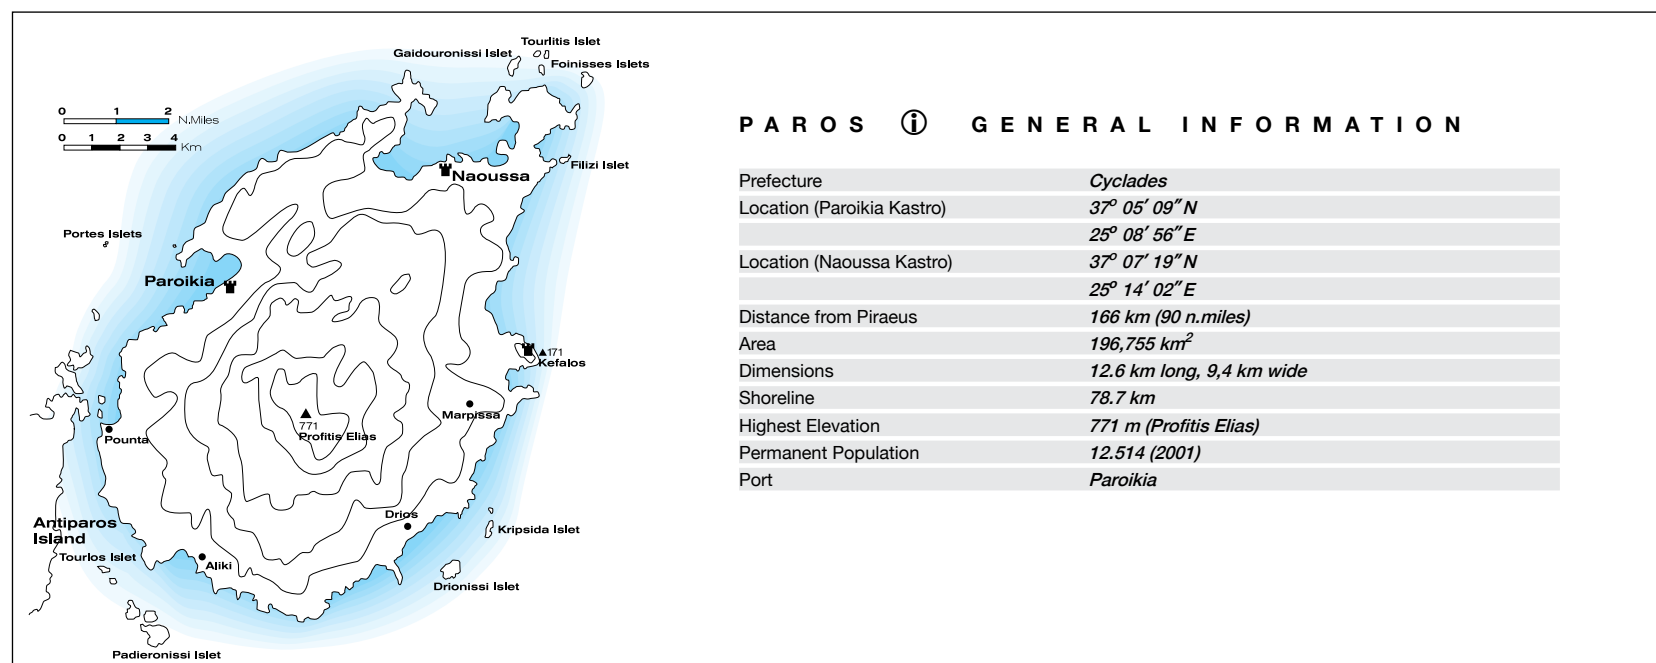 Tourlitis Islet
Gaidouronissi Islet
Foinisses Islets
0 1 2
N.Miles
0 1 2 3 4
Km
Filizi Islet
Naoussa
Portes Islets
Paroikia
171
Kefalos
Marpissa
771
Profitis Elias
Pounta
Drios
Antiparos
Island
Kripsida Islet
Tourlos Islet
Aliki
Drionissi Islet
Padieronissi Islet
PAROS i GENERAL INFORMATION
Prefecture Cyclades
Location (Paroikia Kastro) 37° 05′ 09″ N
25° 08′ 56″ E
Location (Naoussa Kastro) 37° 07′ 19″ N
25° 14′ 02″ E
Distance from Piraeus 166 km (90 n.miles)
Area 196,755 km²
Dimensions 12.6 km long, 9,4 km wide
Shoreline 78.7 km
Highest Elevation 771 m (Profitis Elias)
Permanent Population 12.514 (2001)
Port Paroikia